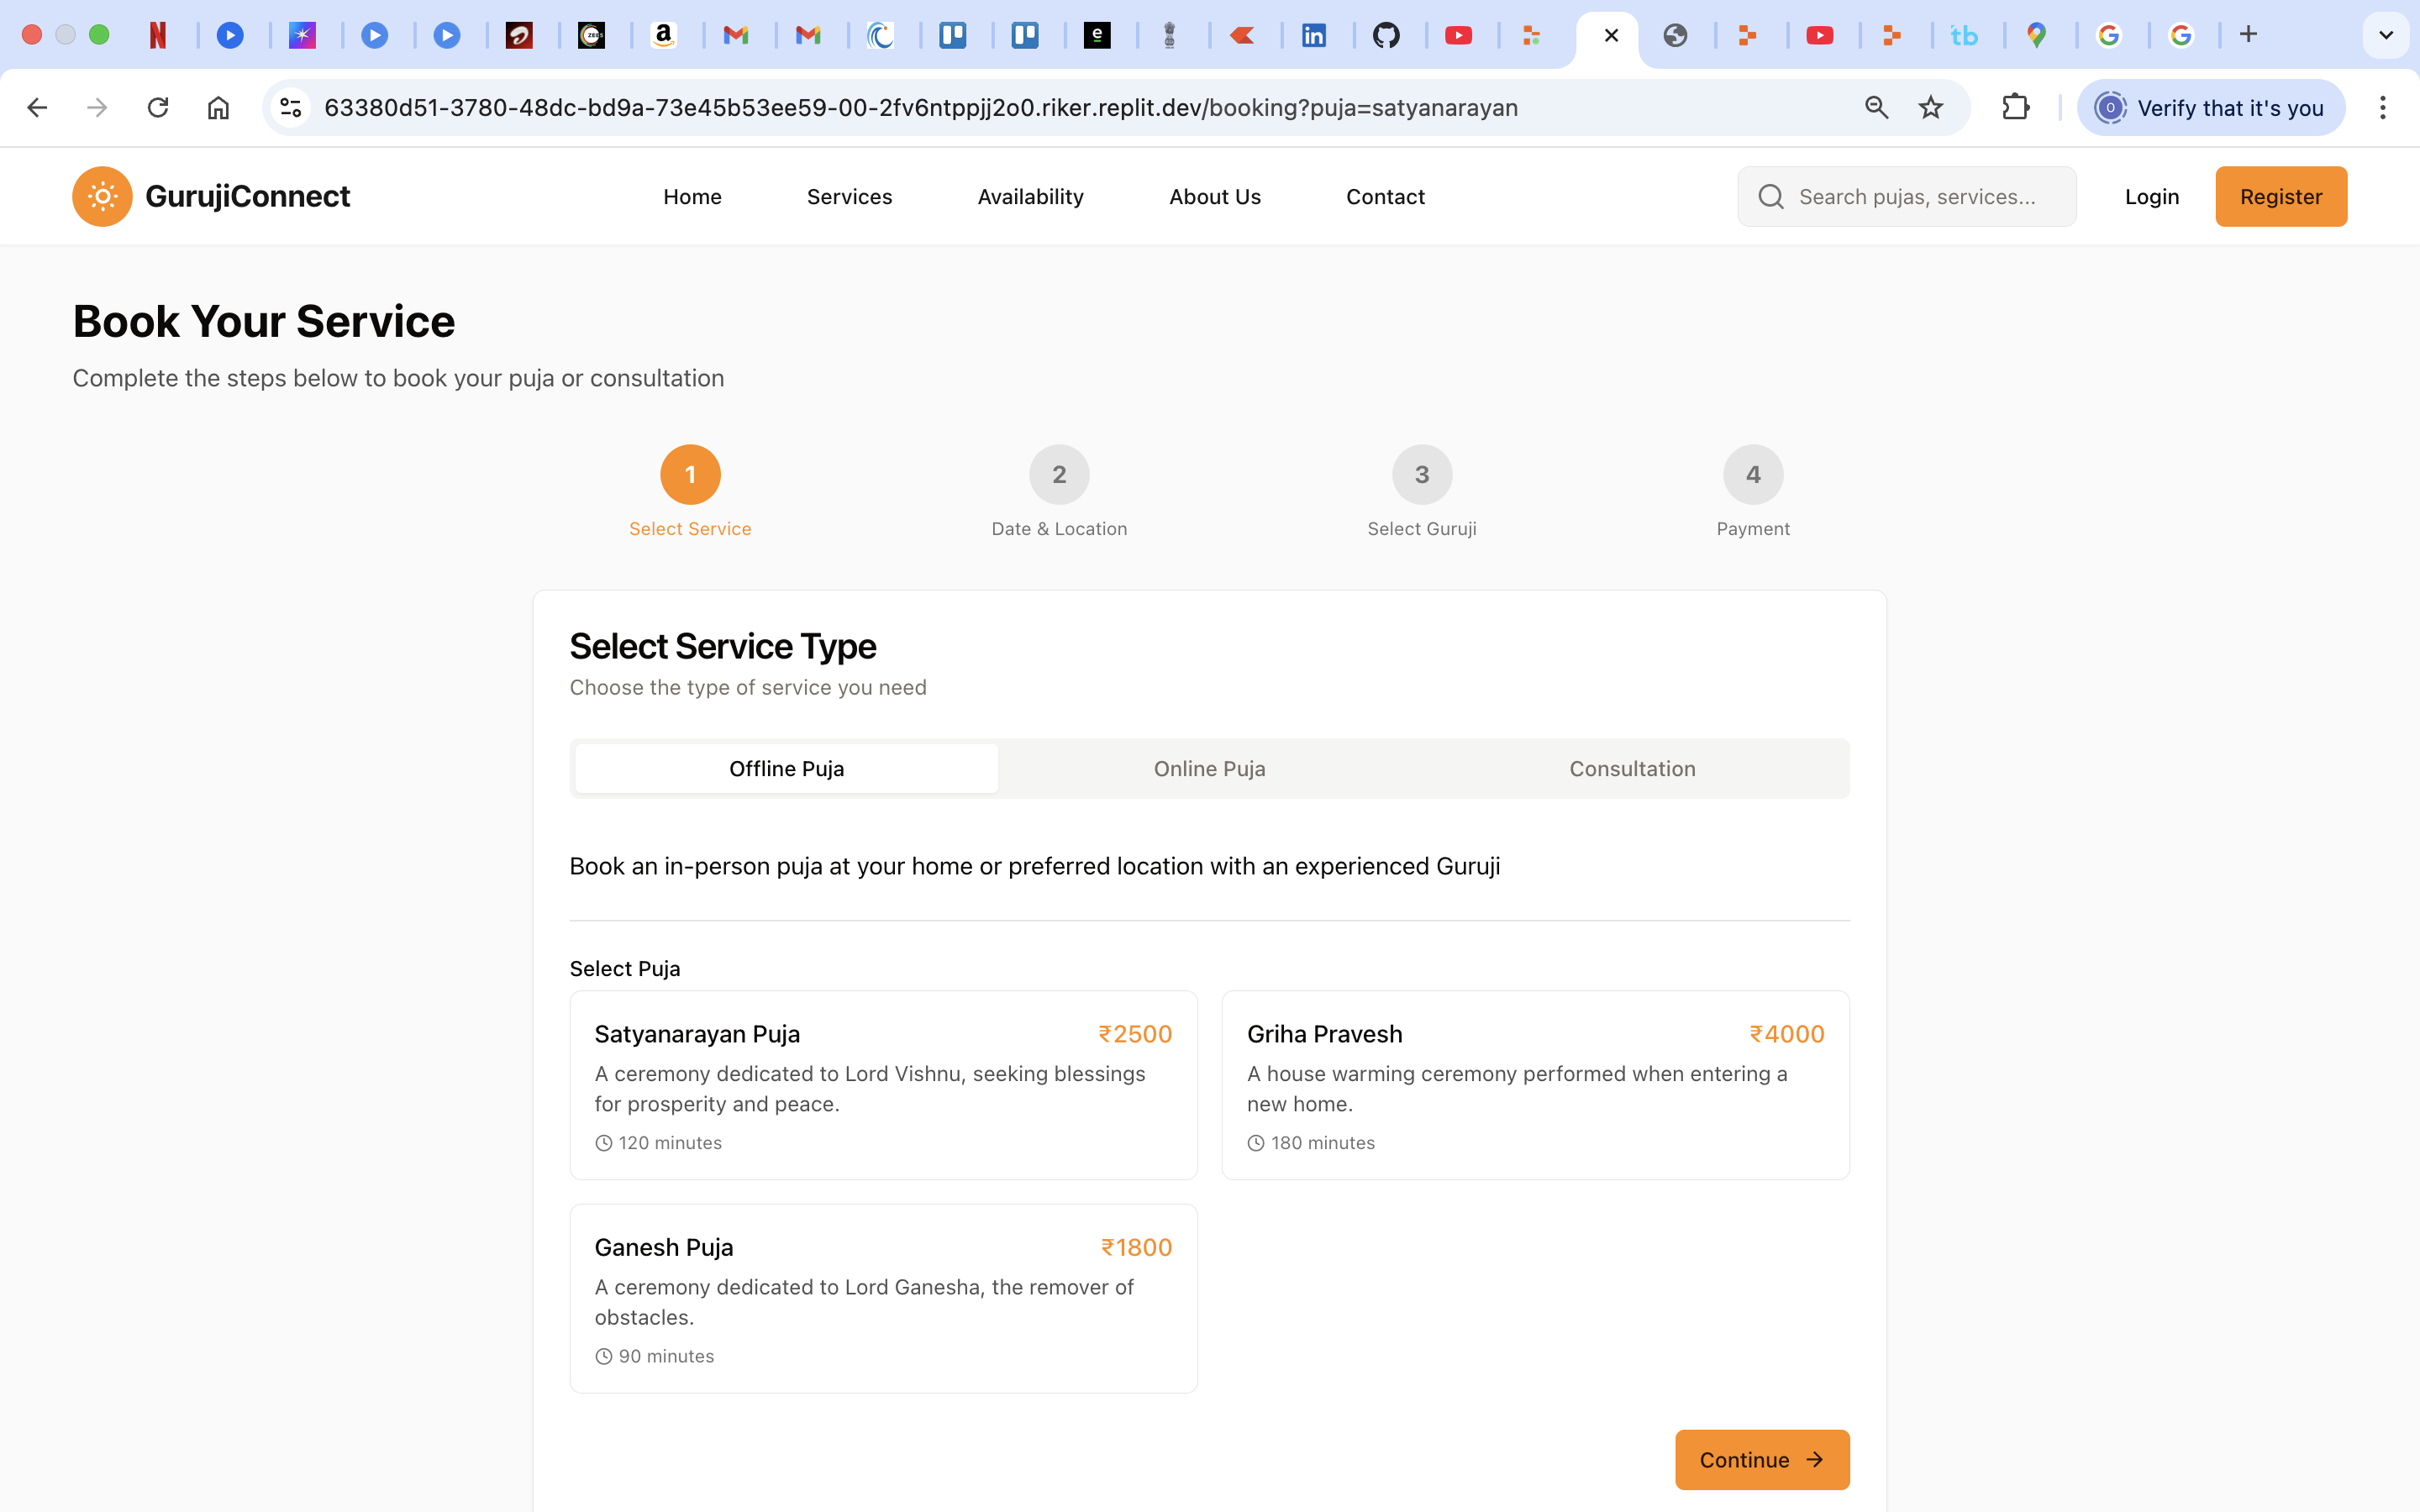 63380d51-3780-48dc-bd9a-73e45b53ee59-00-2fv6ntppjj2o0.riker.replit.dev/booking?puja=satyanarayan
Verify that it's you
GurujiConnect
Home
Services
Availability
About Us
Contact
Search pujas, services...
Login
Register
Book Your Service
Complete the steps below to book your puja or consultation
1
2
3
4
Select Service
Date & Location
Select Guruji
Payment
Select Service Type
Choose the type of service you need
Offline Puja
Online Puja
Consultation
Book an in-person puja at your home or preferred location with an experienced Guruji
Select Puja
Satyanarayan Puja
₹2500
A ceremony dedicated to Lord Vishnu, seeking blessings
for prosperity and peace.
120 minutes
Griha Pravesh
₹4000
A house warming ceremony performed when entering a
new home.
180 minutes
Ganesh Puja
₹1800
A ceremony dedicated to Lord Ganesha, the remover of
obstacles.
90 minutes
Continue